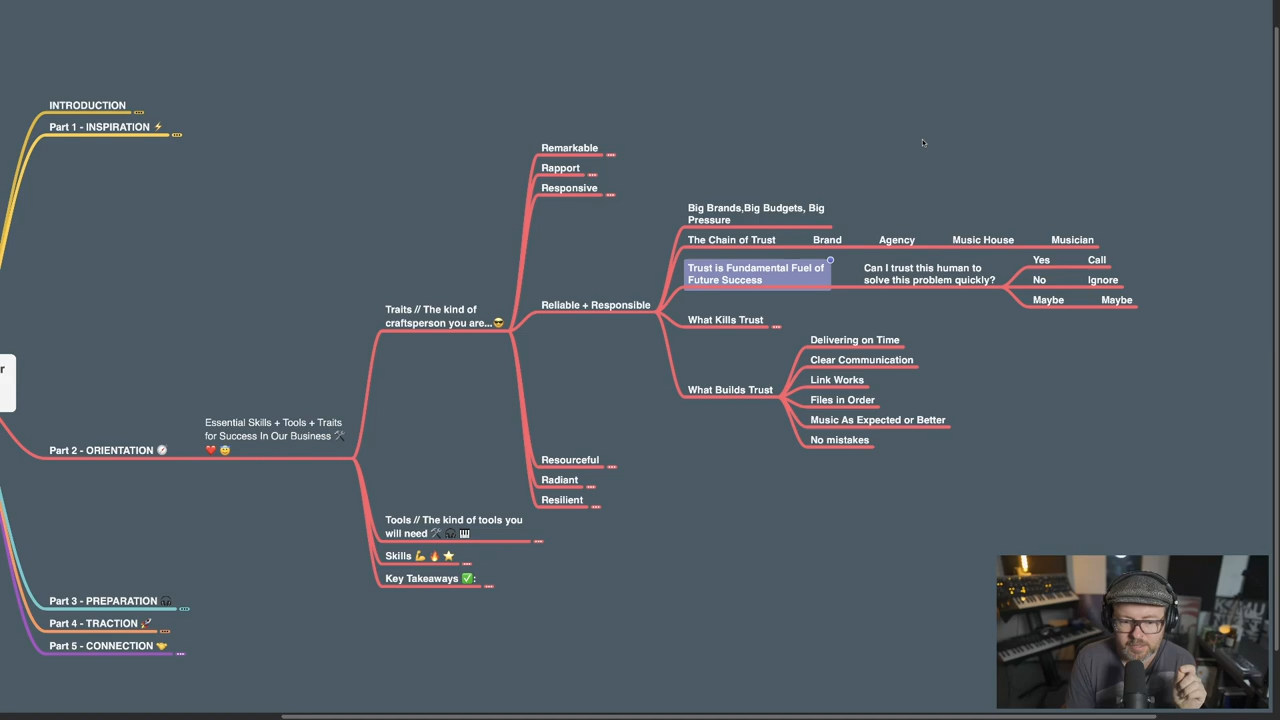 INTRODUCTION
Part 1 - INSPIRATION ⚡
Remarkable
Rapport
Responsive
Big Brands,Big Budgets, Big
Pressure
The Chain of Trust Brand Agency Music House Musician
Trust is Fundamental Fuel of
Future Success
Can I trust this human to
solve this problem quickly?
Yes Call
No Ignore
Maybe Maybe
Reliable + Responsible
What Kills Trust
What Builds Trust
Delivering on Time
Clear Communication
Link Works
Files in Order
Music As Expected or Better
No mistakes
Traits // The kind of
craftsperson you are...😎
r
Essential Skills + Tools + Traits
for Success In Our Business 🛠
❤️ 😇
Part 2 - ORIENTATION 🧭
Resourceful
Radiant
Resilient
Tools // The kind of tools you
will need 🛠 🎧 🎹
Skills 💪 🔥 ⭐
Key Takeaways ✅:
Part 3 - PREPARATION 🎧
Part 4 - TRACTION 🚀
Part 5 - CONNECTION 🤝